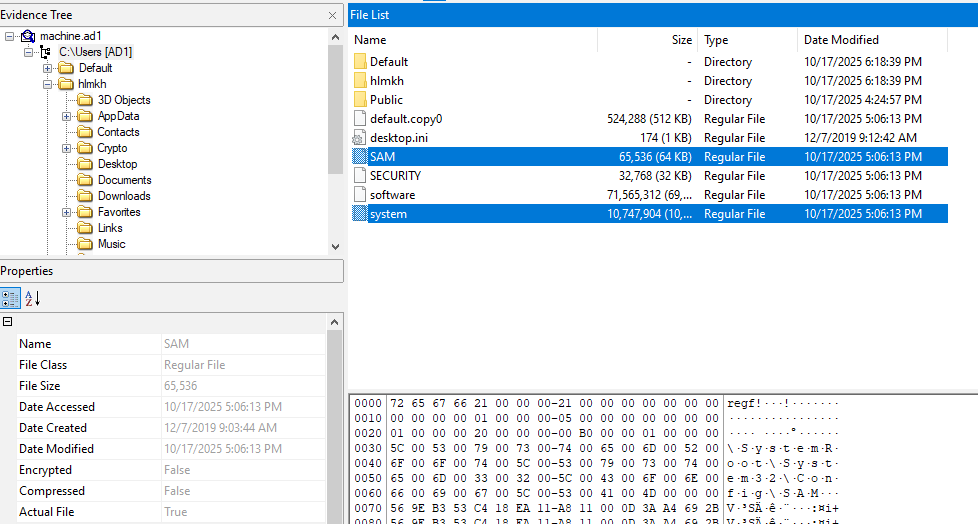 Evidence Tree
machine.ad1
C:\Users [AD1]
Default
hlmkh
3D Objects
AppData
Contacts
Crypto
Desktop
Documents
Downloads
Favorites
Links
Music
Properties
Name SAM
File Class Regular File
File Size 65,536
Date Accessed 10/17/2025 5:06:13 PM
Date Created 12/7/2019 9:03:44 AM
Date Modified 10/17/2025 5:06:13 PM
Encrypted False
Compressed False
Actual File True
File List
Name Size Type Date Modified
Default - Directory 10/17/2025 6:18:39 PM
hlmkh - Directory 10/17/2025 6:18:39 PM
Public - Directory 10/17/2025 4:24:57 PM
default.copy0 524,288 (512 KB) Regular File 10/17/2025 5:06:13 PM
desktop.ini 174 (1 KB) Regular File 12/7/2019 9:12:42 AM
SAM 65,536 (64 KB) Regular File 10/17/2025 5:06:13 PM
SECURITY 32,768 (32 KB) Regular File 10/17/2025 5:06:13 PM
software 71,565,312 (69,... Regular File 10/17/2025 5:06:13 PM
system 10,747,904 (10,... Regular File 10/17/2025 5:06:13 PM
0000 72 65 67 66 21 00 00 00-21 00 00 00 00 00 00 00 regf!···!·······
0010 00 00 00 00 01 00 00 00-05 00 00 00 00 00 00 00 ················
0020 01 00 00 00 20 00 00 00-00 B0 00 00 01 00 00 00 ···· ····°······
0030 5C 00 53 00 79 00 73 00-74 00 65 00 6D 00 52 00 \·S·y·s·t·e·m·R·
0040 6F 00 6F 00 74 00 5C 00-53 00 79 00 73 00 74 00 o·o·t·\·S·y·s·t·
0050 65 00 6D 00 33 00 32 00-5C 00 43 00 6F 00 6E 00 e·m·3·2·\·C·o·n·
0060 66 00 69 00 67 00 5C 00-53 00 41 00 4D 00 00 00 f·i·g·\·S·A·M···
0070 56 9E B3 53 C4 18 EA 11-A8 11 00 0D 3A A4 69 2B V·³SÄ·ê·¨···:¤i+